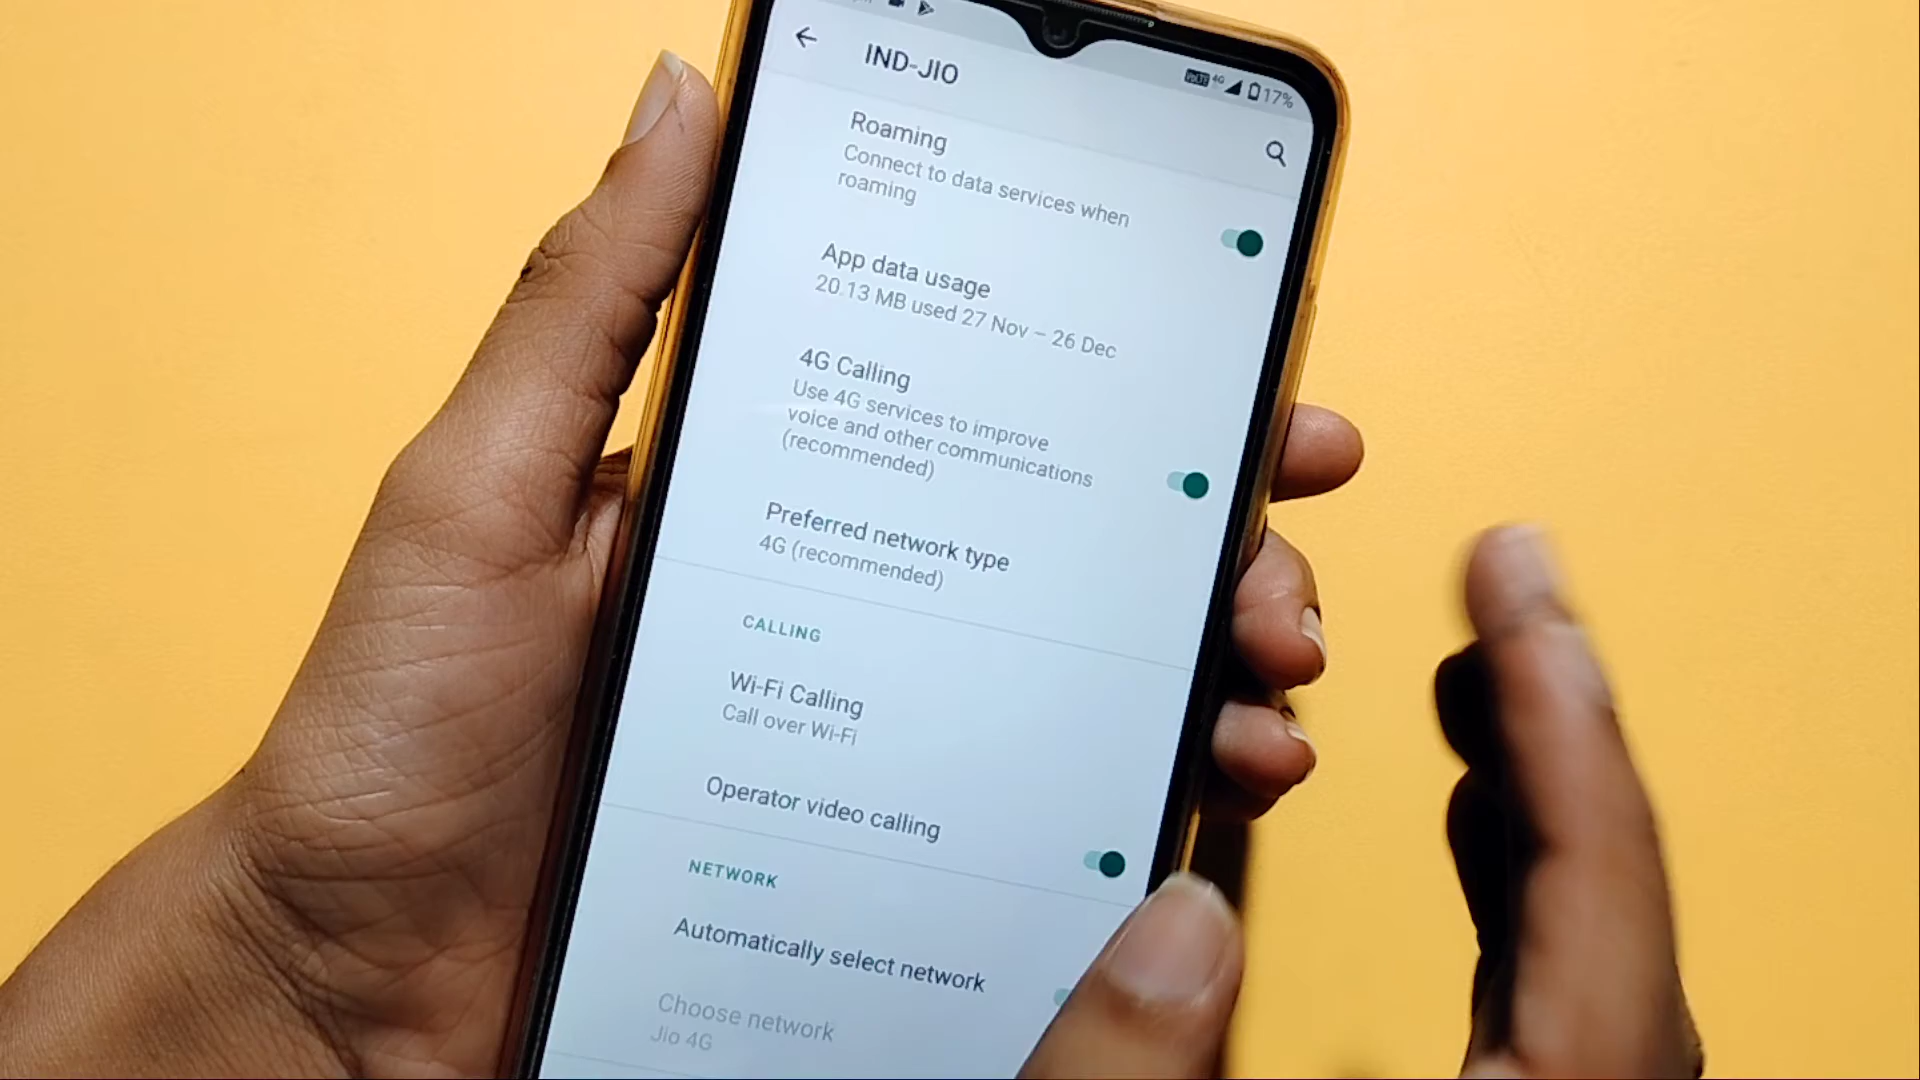 IND-JIO
VoLTE 4G 17%
Roaming
Connect to data services when
roaming
App data usage
20.13 MB used 27 Nov – 26 Dec
4G Calling
Use 4G services to improve
voice and other communications
(recommended)
Preferred network type
4G (recommended)
CALLING
Wi-Fi Calling
Call over Wi-Fi
Operator video calling
NETWORK
Automatically select network
Choose network
Jio 4G